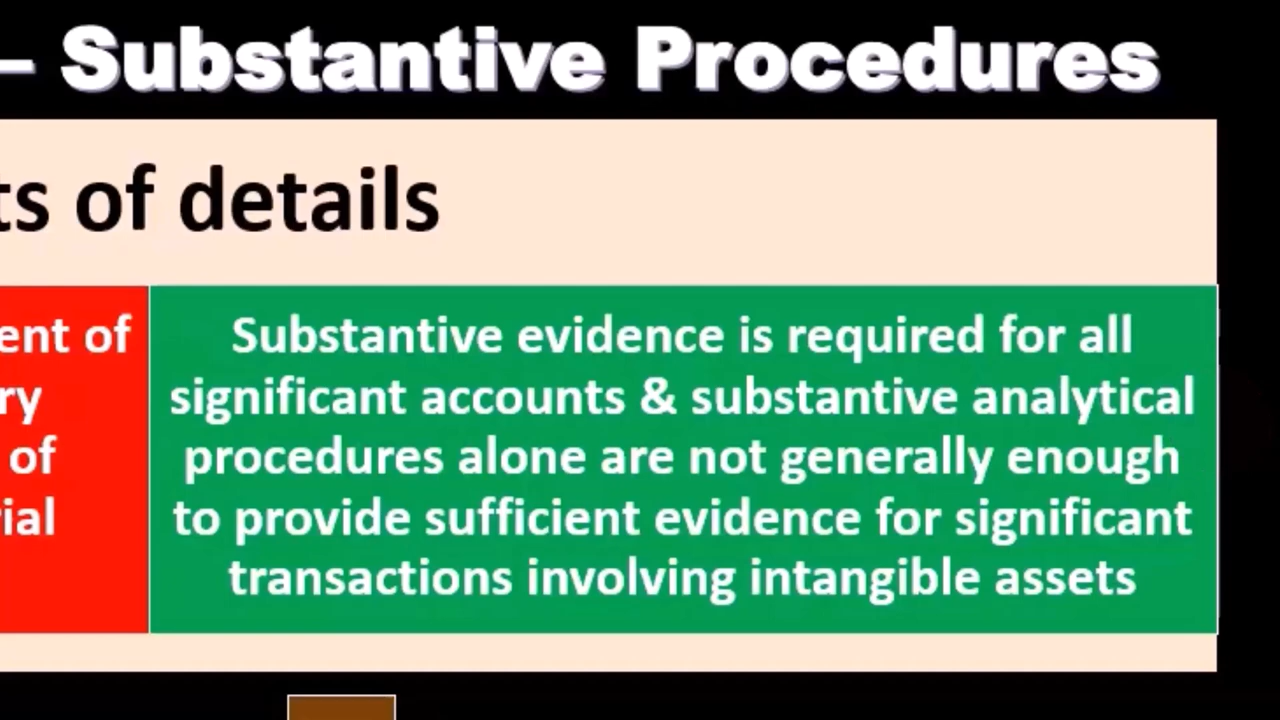 – Substantive Procedures
ts of details
ent of
ry
of
ial
Substantive evidence is required for all
significant accounts & substantive analytical
procedures alone are not generally enough
to provide sufficient evidence for significant
transactions involving intangible assets